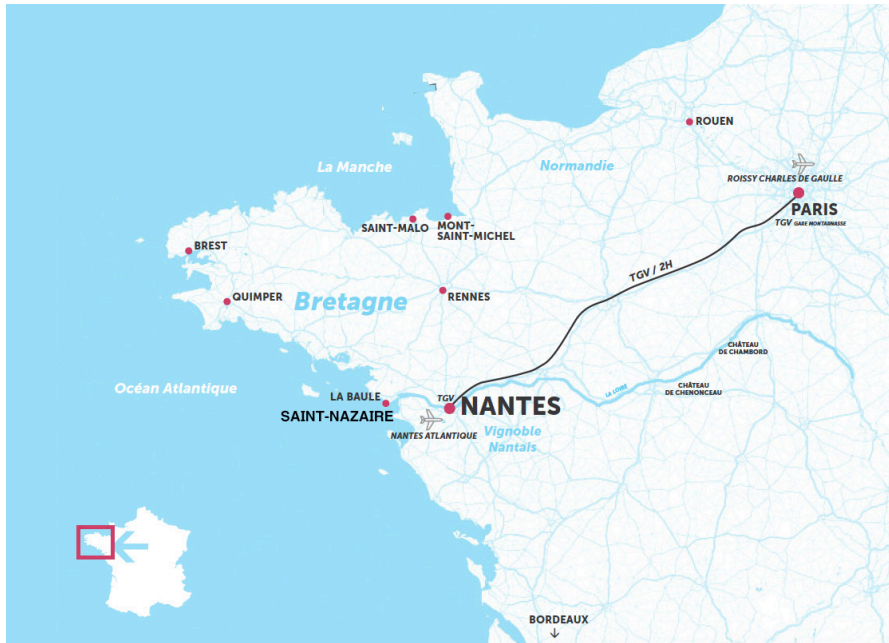 ROUEN
La Manche
Normandie
ROISSY CHARLES DE GAULLE
PARIS
TGV GARE MONTARNASSE
SAINT-MALO
MONT-
SAINT-MICHEL
BREST
TGV / 2H
QUIMPER
Bretagne
RENNES
CHÂTEAU
DE CHAMBORD
Océan Atlantique
LA LOIRE
CHÂTEAU
DE CHENONCEAU
LA BAULE
TGV
NANTES
SAINT-NAZAIRE
NANTES ATLANTIQUE
Vignoble
Nantais
BORDEAUX